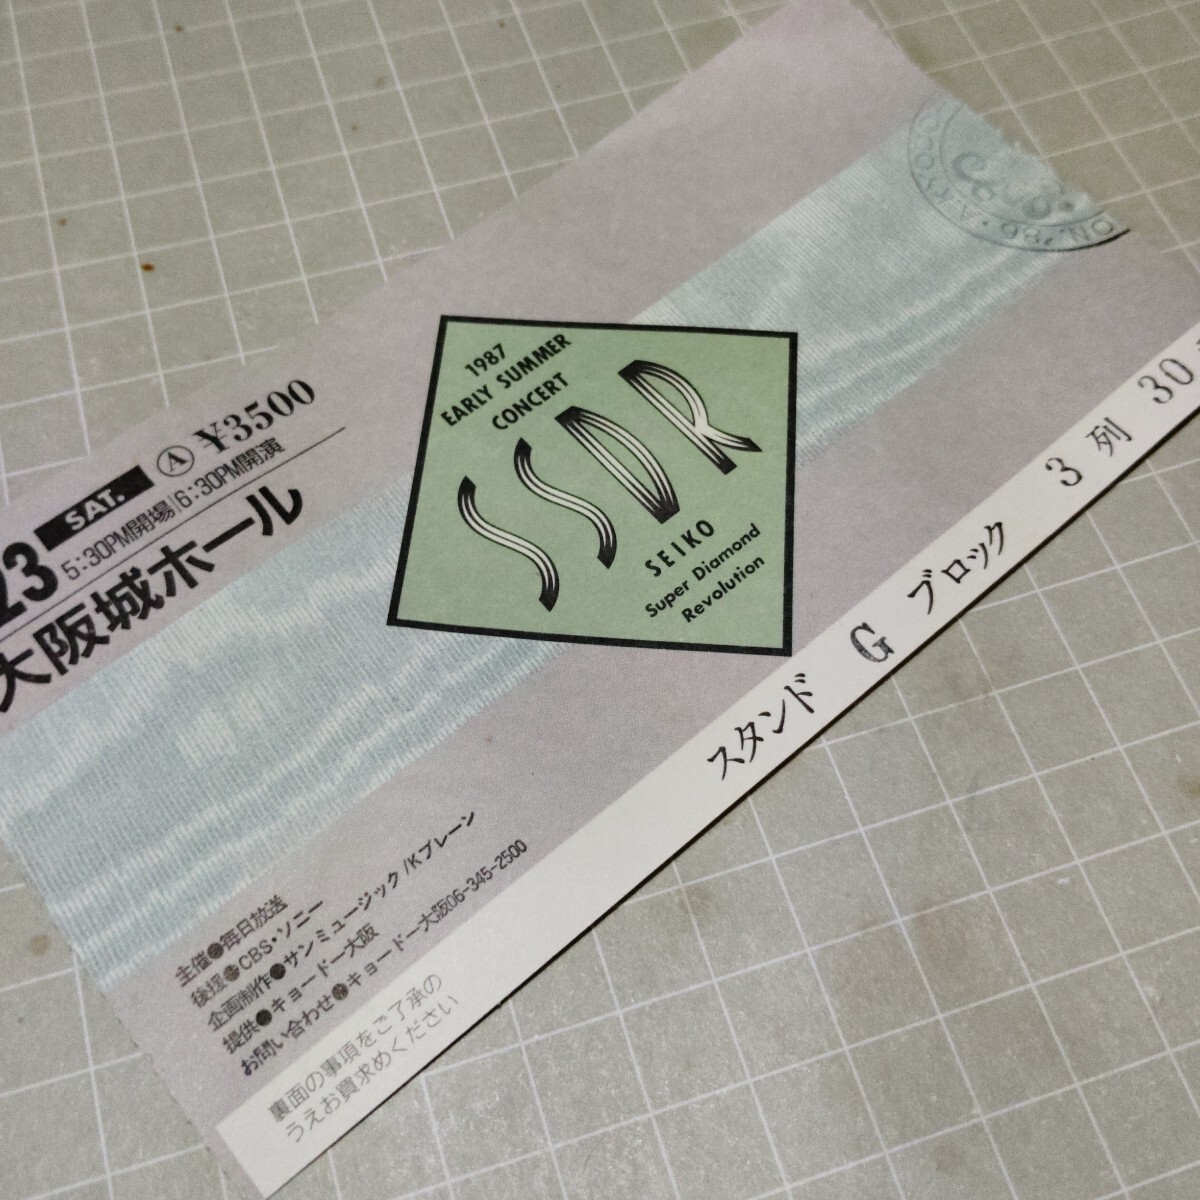 23
SAT.
Ⓐ ¥3500
5:30PM開場/6:30PM開演
大阪城ホール
1987
EARLY SUMMER
CONCERT
SSDR
SEIKO
Super Diamond
Revolution
スタンド G ブロック 3 列 30
主催●毎日放送
後援●CBS・ソニー
企画制作●サンミュージック/Kプレーン
提供●キョードー大阪
お問い合わせ●キョードー大阪06-345-2500
裏面の事項をご了承の
うえお買求めください